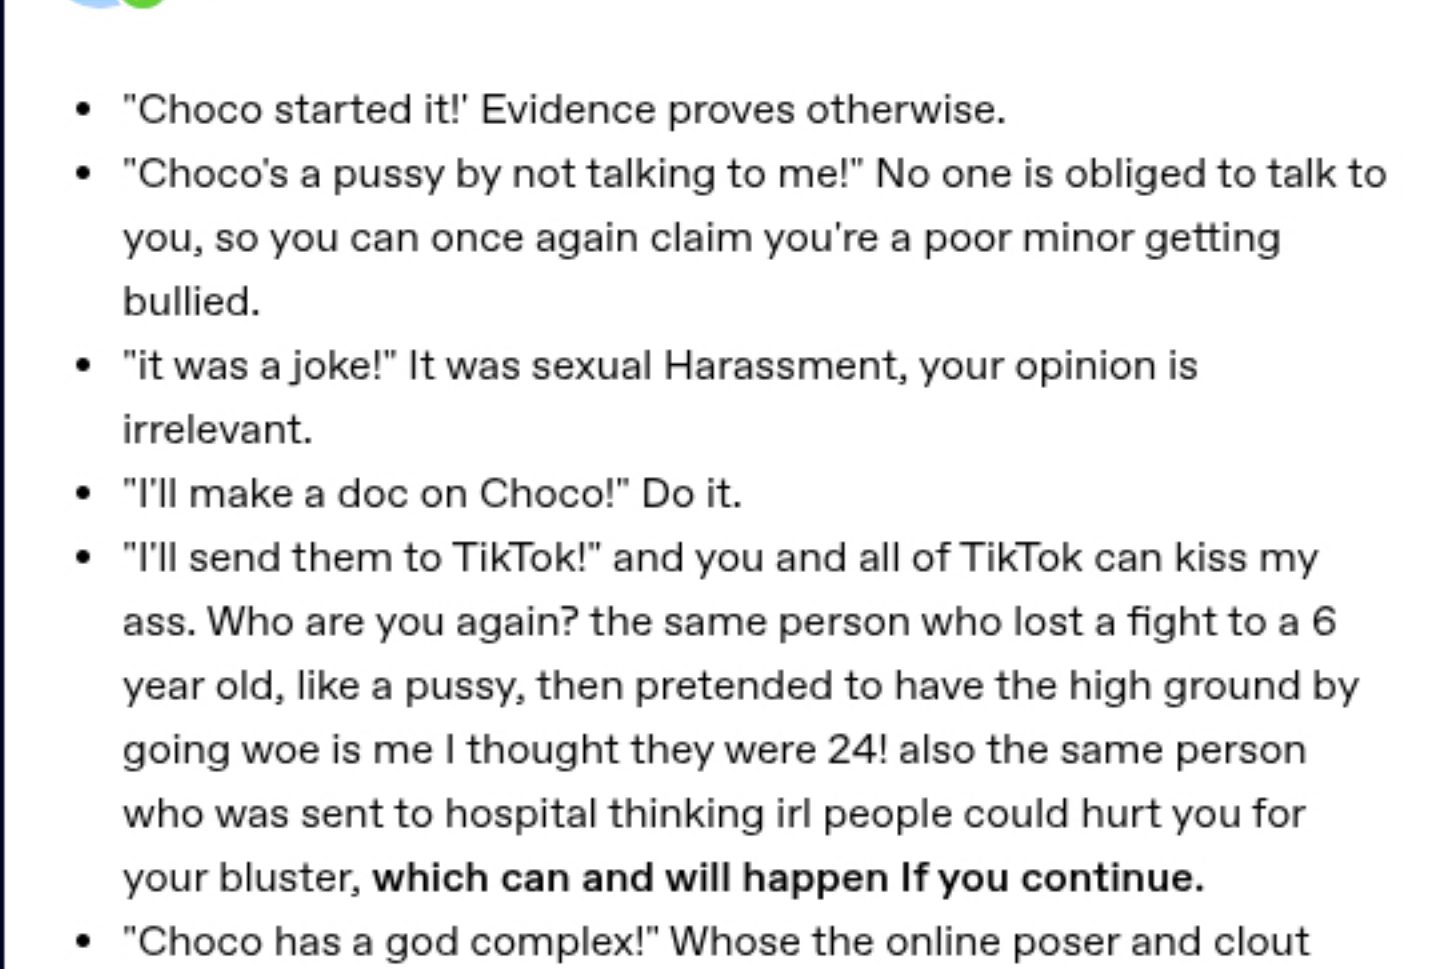 • "Choco started it!' Evidence proves otherwise.
• "Choco's a pussy by not talking to me!" No one is obliged to talk to
you, so you can once again claim you're a poor minor getting
bullied.
• "it was a joke!" It was sexual Harassment, your opinion is
irrelevant.
• "I'll make a doc on Choco!" Do it.
• "I'll send them to TikTok!" and you and all of TikTok can kiss my
ass. Who are you again? the same person who lost a fight to a 6
year old, like a pussy, then pretended to have the high ground by
going woe is me I thought they were 24! also the same person
who was sent to hospital thinking irl people could hurt you for
your bluster, which can and will happen If you continue.
• "Choco has a god complex!" Whose the online poser and clout